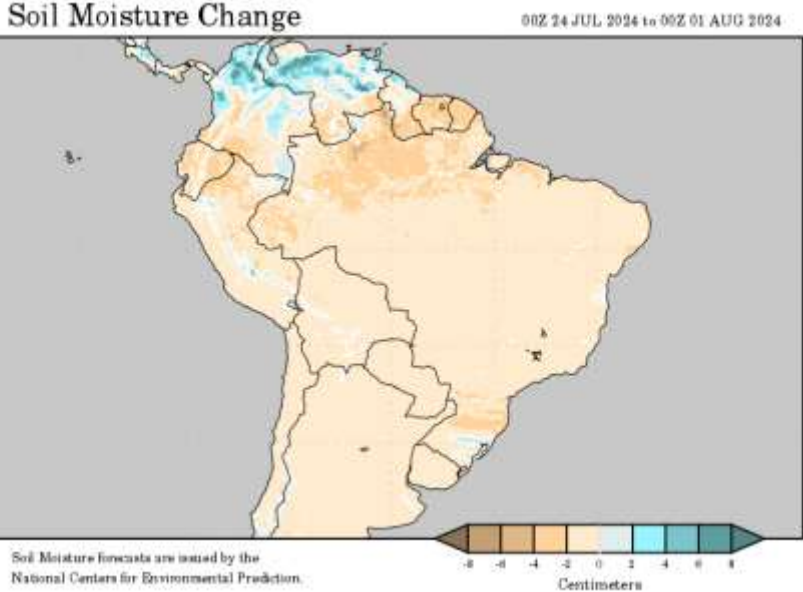 Soil Moisture Change
00Z 24 JUL 2024 to 00Z 01 AUG 2024
Soil Moisture forecasts are issued by the
National Centers for Environmental Prediction.
-8 -6 -4 -2 0 2 4 6 8
Centimeters